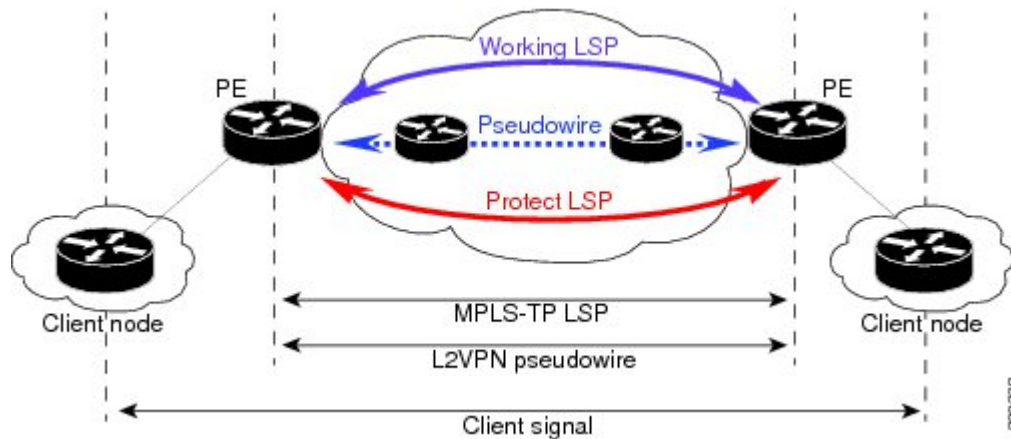 Working LSP
PE
PE
Pseudowire
Protect LSP
Client node
MPLS-TP LSP
Client node
L2VPN pseudowire
Client signal